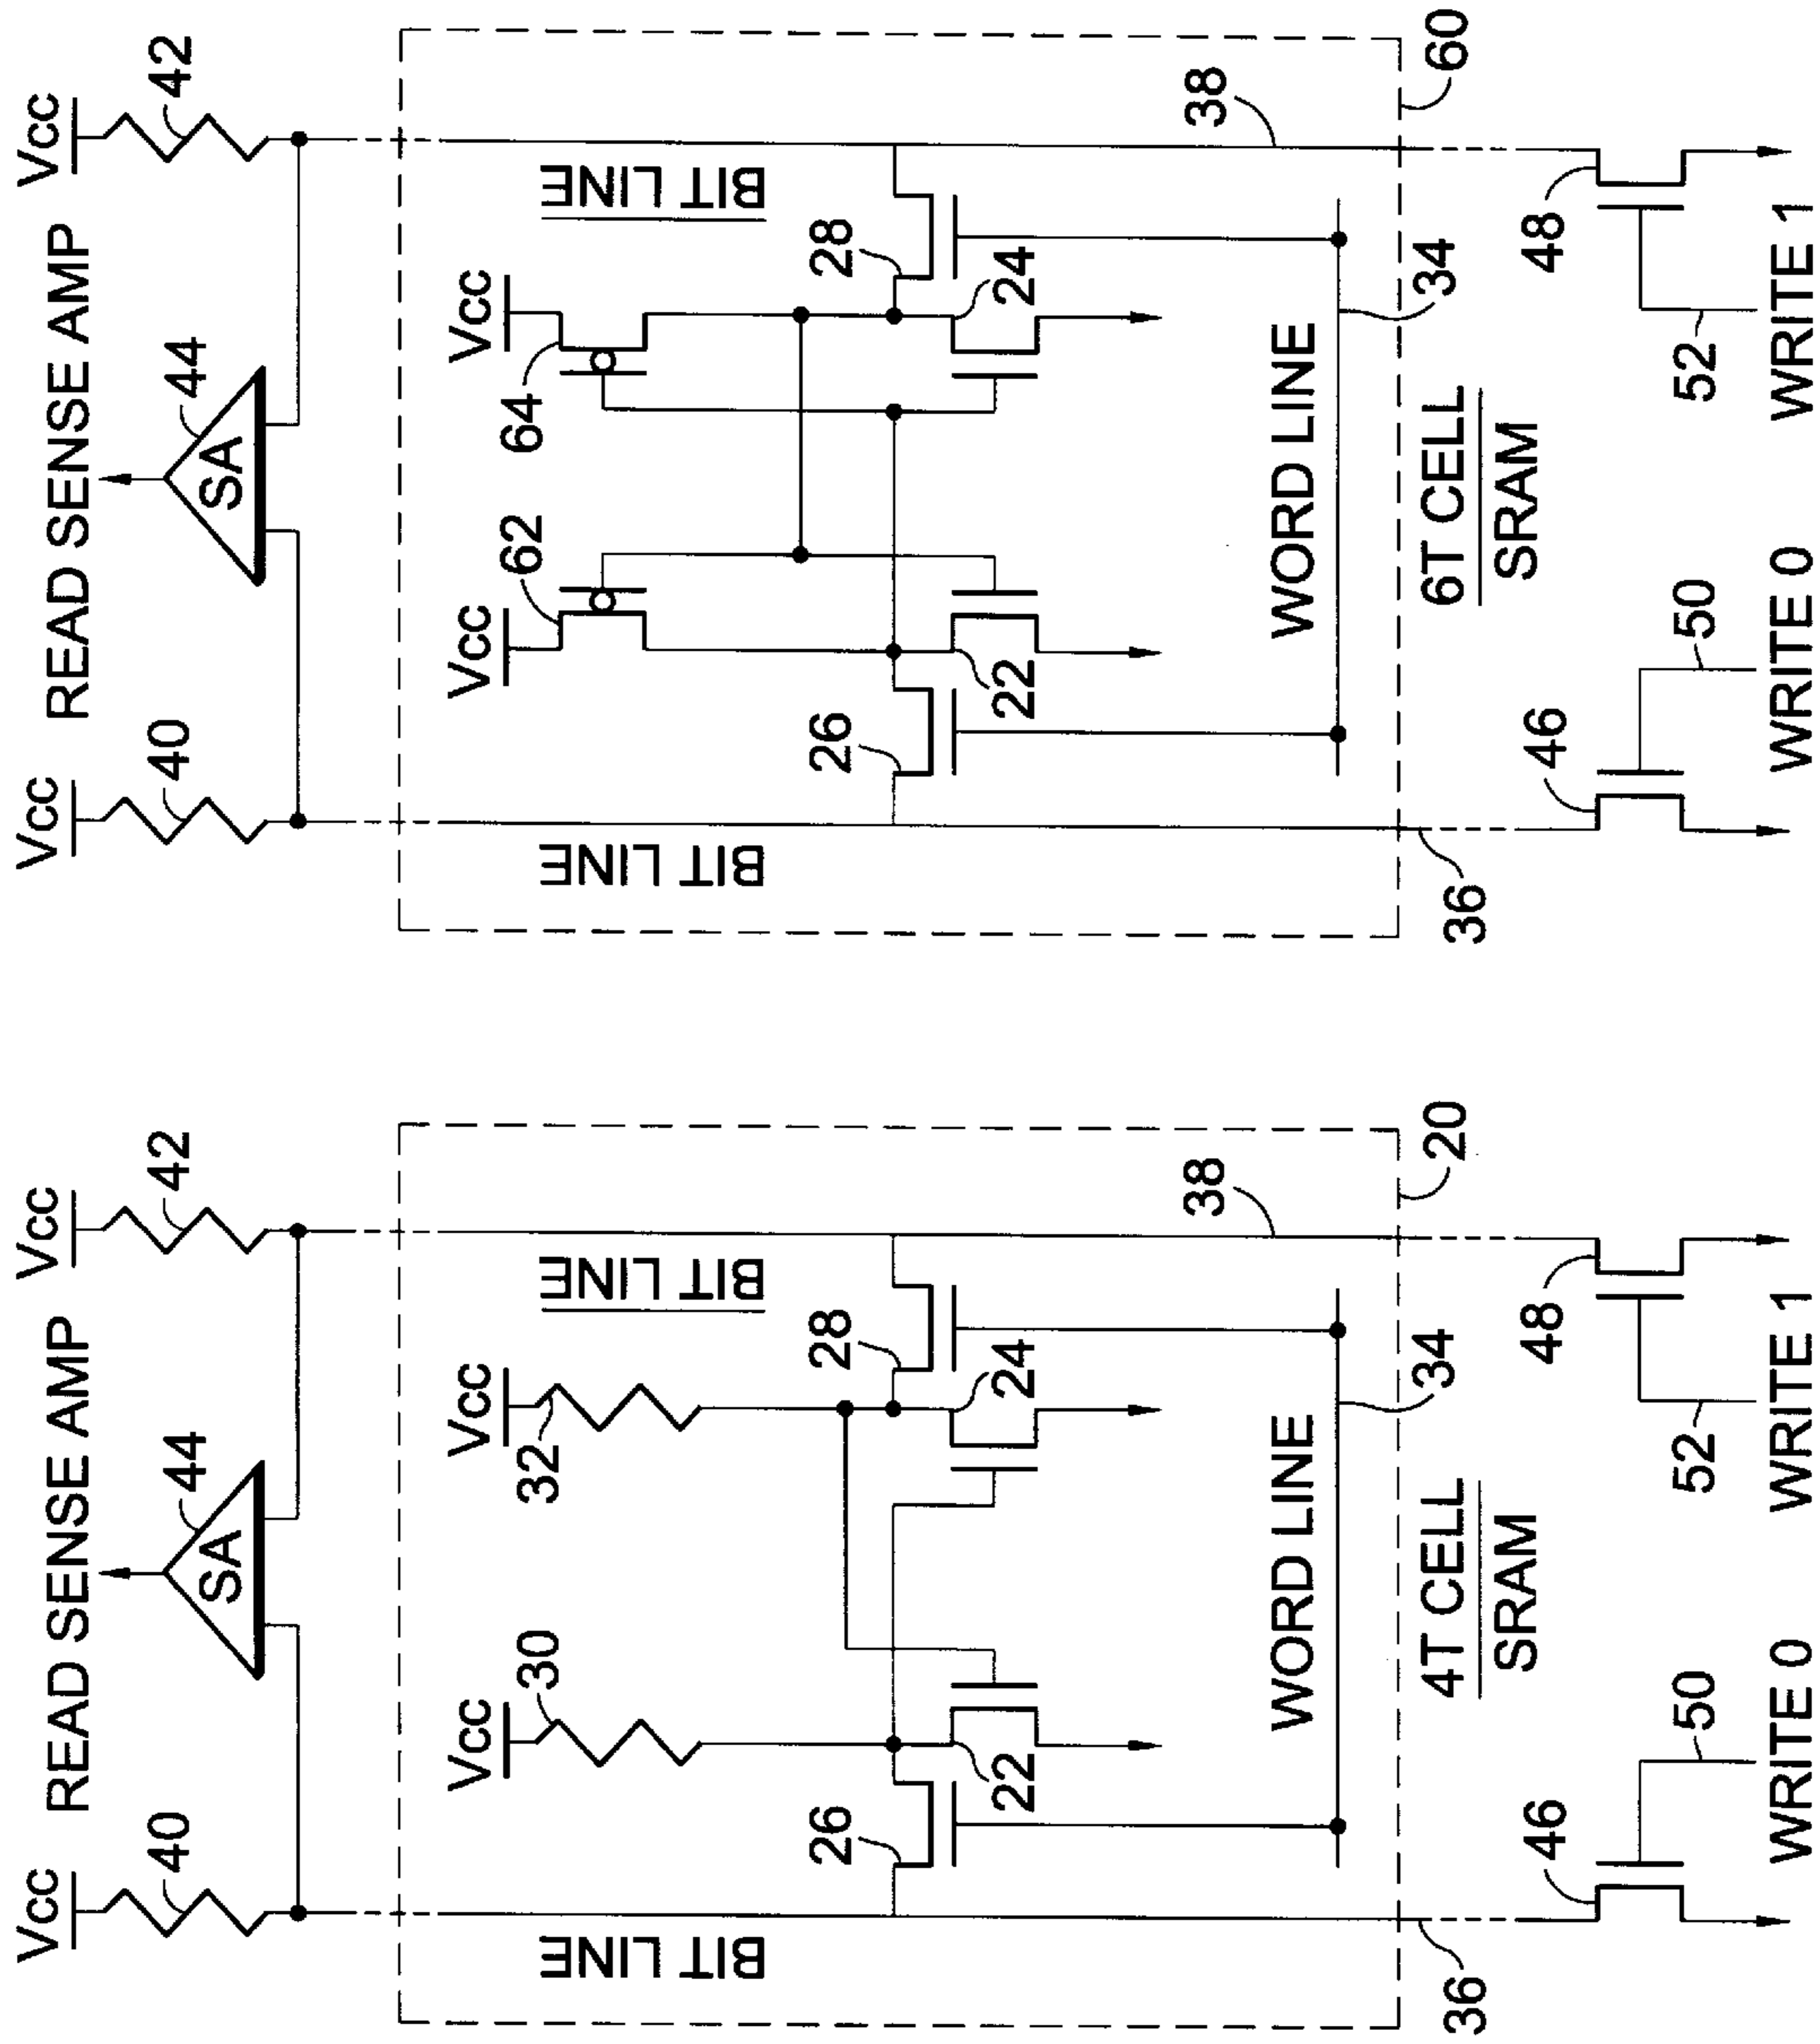 Vcc
READ SENSE AMP
Vcc
40
44
42
SA
Vcc
Vcc
30
32
BIT LINE
BIT LINE
26
28
22
24
38
WORD LINE
34
36
4T CELL
SRAM
20
46
48
50
52
WRITE 0
WRITE 1
Vcc
READ SENSE AMP
Vcc
40
44
42
SA
Vcc
Vcc
62
64
BIT LINE
BIT LINE
26
28
22
24
38
WORD LINE
34
36
6T CELL
SRAM
60
46
48
50
52
WRITE 0
WRITE 1